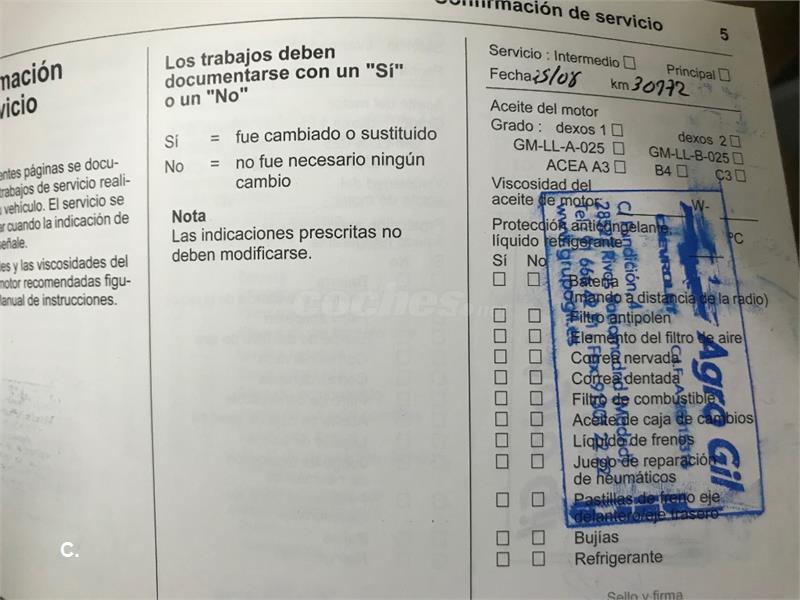 Confirmación de servicio
5
mación
vicio
entes páginas se docu-
trabajos de servicio reali-
vehículo. El servicio se
ar cuando la indicación de
señale.
es y las viscosidades del
motor recomendadas figu-
Manual de instrucciones.
Los trabajos deben
documentarse con un "Sí"
o un "No"
Sí = fue cambiado o sustituido
No = no fue necesario ningún
cambio
Nota
Las indicaciones prescritas no
deben modificarse.
Servicio : Intermedio
Principal
Fecha
km 30772
Aceite del motor
Grado : dexos 1
dexos 2
GM-LL-A-025
GM-LL-B-025
ACEA A3
B4
C3
Viscosidad del
aceite de motor
W-
Protección anticongelante,
líquido refrigerante
°C
Sí No
Batería
(mando a distancia de la radio)
Filtro antipolen
Elemento del filtro de aire
Correa nervada
Correa dentada
Filtro de combustible
Aceite de caja de cambios
Líquido de frenos
Juego de reparación
de neumáticos
Pastillas de freno eje
delantero/eje trasero
Bujías
Refrigerante
Sello y firma
CHEVROLET
Agro Gil
coches
C.